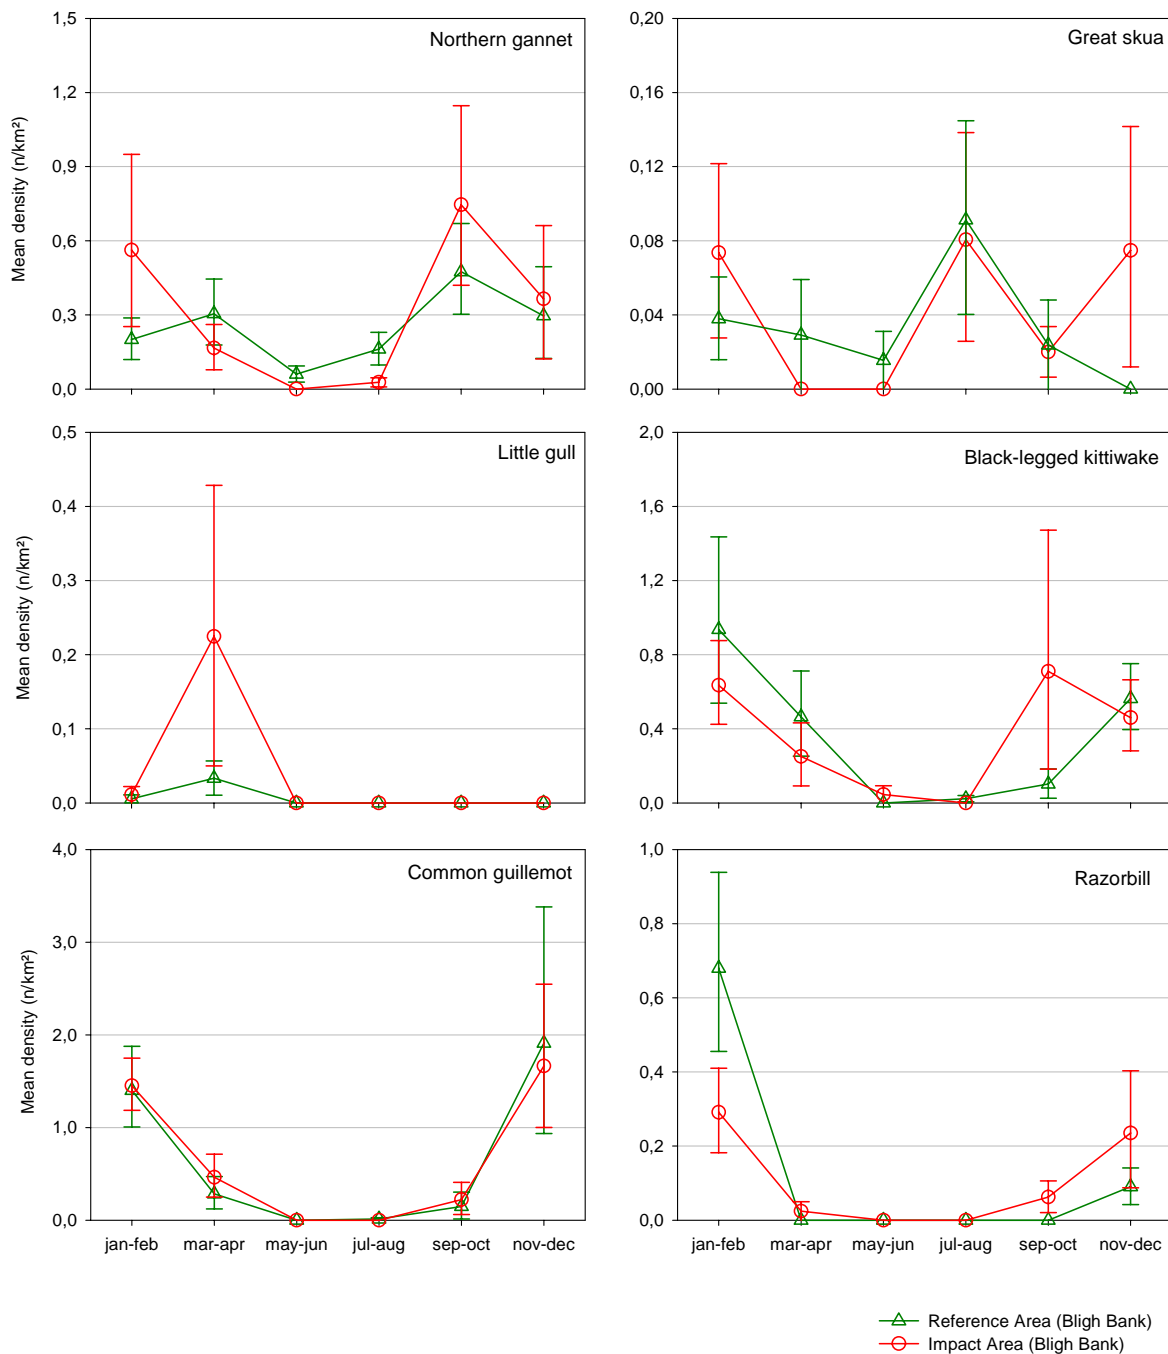 Northern gannet
Mean density (n/km²)
1,5
1,2
0,9
0,6
0,3
0,0
Great skua
0,20
0,16
0,12
0,08
0,04
0,00
Little gull
Mean density (n/km²)
0,5
0,4
0,3
0,2
0,1
0,0
Black-legged kittiwake
2,0
1,6
1,2
0,8
0,4
0,0
Common guillemot
Mean density (n/km²)
4,0
3,0
2,0
1,0
0,0
jan-feb mar-apr may-jun jul-aug sep-oct nov-dec
Razorbill
1,0
0,8
0,6
0,4
0,2
0,0
jan-feb mar-apr may-jun jul-aug sep-oct nov-dec
Reference Area (Bligh Bank)
Impact Area (Bligh Bank)